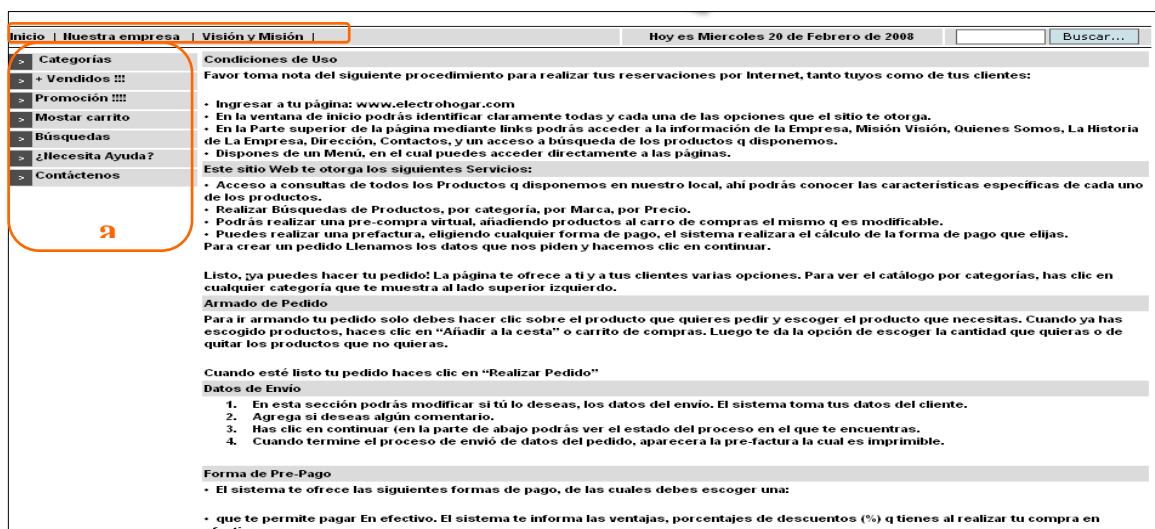 Inicio | Nuestra empresa | Visión y Misión | Hoy es Miercoles 20 de Febrero de 2008 Buscar...
> Categorías
> + Vendidos !!!
> Promoción !!!!
> Mostar carrito
> Búsquedas
> ¿Necesita Ayuda?
> Contáctenos
a
Condiciones de Uso
Favor toma nota del siguiente procedimiento para realizar tus reservaciones por Internet, tanto tuyos como de tus clientes:
• Ingresar a tu página: www.electrohogar.com
• En la ventana de inicio podrás identificar claramente todas y cada una de las opciones que el sitio te otorga.
• En la Parte superior de la página mediante links podrás acceder a la información de la Empresa, Misión Visión, Quienes Somos, La Historia
de La Empresa, Dirección, Contactos, y un acceso a búsqueda de los productos q disponemos.
• Dispones de un Menú, en el cual puedes acceder directamente a las páginas.
Este sitio Web te otorga los siguientes Servicios:
• Acceso a consultas de todos los Productos q disponemos en nuestro local, ahí podrás conocer las características específicas de cada uno
de los productos.
• Realizar Búsquedas de Productos, por categoría, por Marca, por Precio.
• Podrás realizar una pre-compra virtual, añadiendo productos al carro de compras el mismo q es modificable.
• Puedes realizar una prefactura, eligiendo cualquier forma de pago, el sistema realizara el cálculo de la forma de pago que elijas.
Para crear un pedido Llenamos los datos que nos piden y hacemos clic en continuar.
Listo, ¡ya puedes hacer tu pedido! La página te ofrece a ti y a tus clientes varias opciones. Para ver el catálogo por categorías, has clic en
cualquier categoría que te muestra al lado superior izquierdo.
Armado de Pedido
Para ir armando tu pedido solo debes hacer clic sobre el producto que quieres pedir y escoger el producto que necesitas. Cuando ya has
escogido productos, haces clic en “Añadir a la cesta” o carrito de compras. Luego te da la opción de escoger la cantidad que quieras o de
quitar los productos que no quieras.
Cuando esté listo tu pedido haces clic en “Realizar Pedido”
Datos de Envío
1. En esta sección podrás modificar si tú lo deseas, los datos del envío. El sistema toma tus datos del cliente.
2. Agrega si deseas algún comentario.
3. Has clic en continuar (en la parte de abajo podrás ver el estado del proceso en el que te encuentras.
4. Cuando termine el proceso de envió de datos del pedido, aparecera la pre-factura la cual es imprimible.
Forma de Pre-Pago
• El sistema te ofrece las siguientes formas de pago, de las cuales debes escoger una:
• que te permite pagar En efectivo. El sistema te informa las ventajas, porcentajes de descuentos (%) q tienes al realizar tu compra en